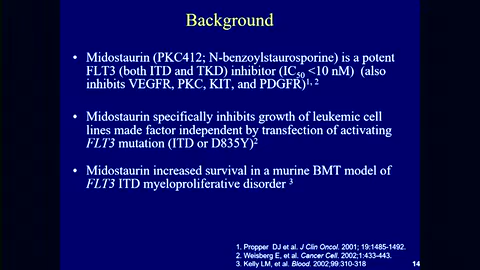 Background
• Midostaurin (PKC412; N-benzoylstaurosporine) is a potent
FLT3 (both ITD and TKD) inhibitor (IC50 <10 nM)  (also
inhibits VEGFR, PKC, KIT, and PDGFR)1, 2
• Midostaurin specifically inhibits growth of leukemic cell
lines made factor independent by transfection of activating
FLT3 mutation (ITD or D835Y)2
• Midostaurin increased survival in a murine BMT model of
FLT3 ITD myeloproliferative disorder 3
1. Propper DJ et al. J Clin Oncol. 2001; 19:1485-1492.
2. Weisberg E, et al. Cancer Cell. 2002;1:433-443.
3. Kelly LM, et al. Blood. 2002;99:310-318
14